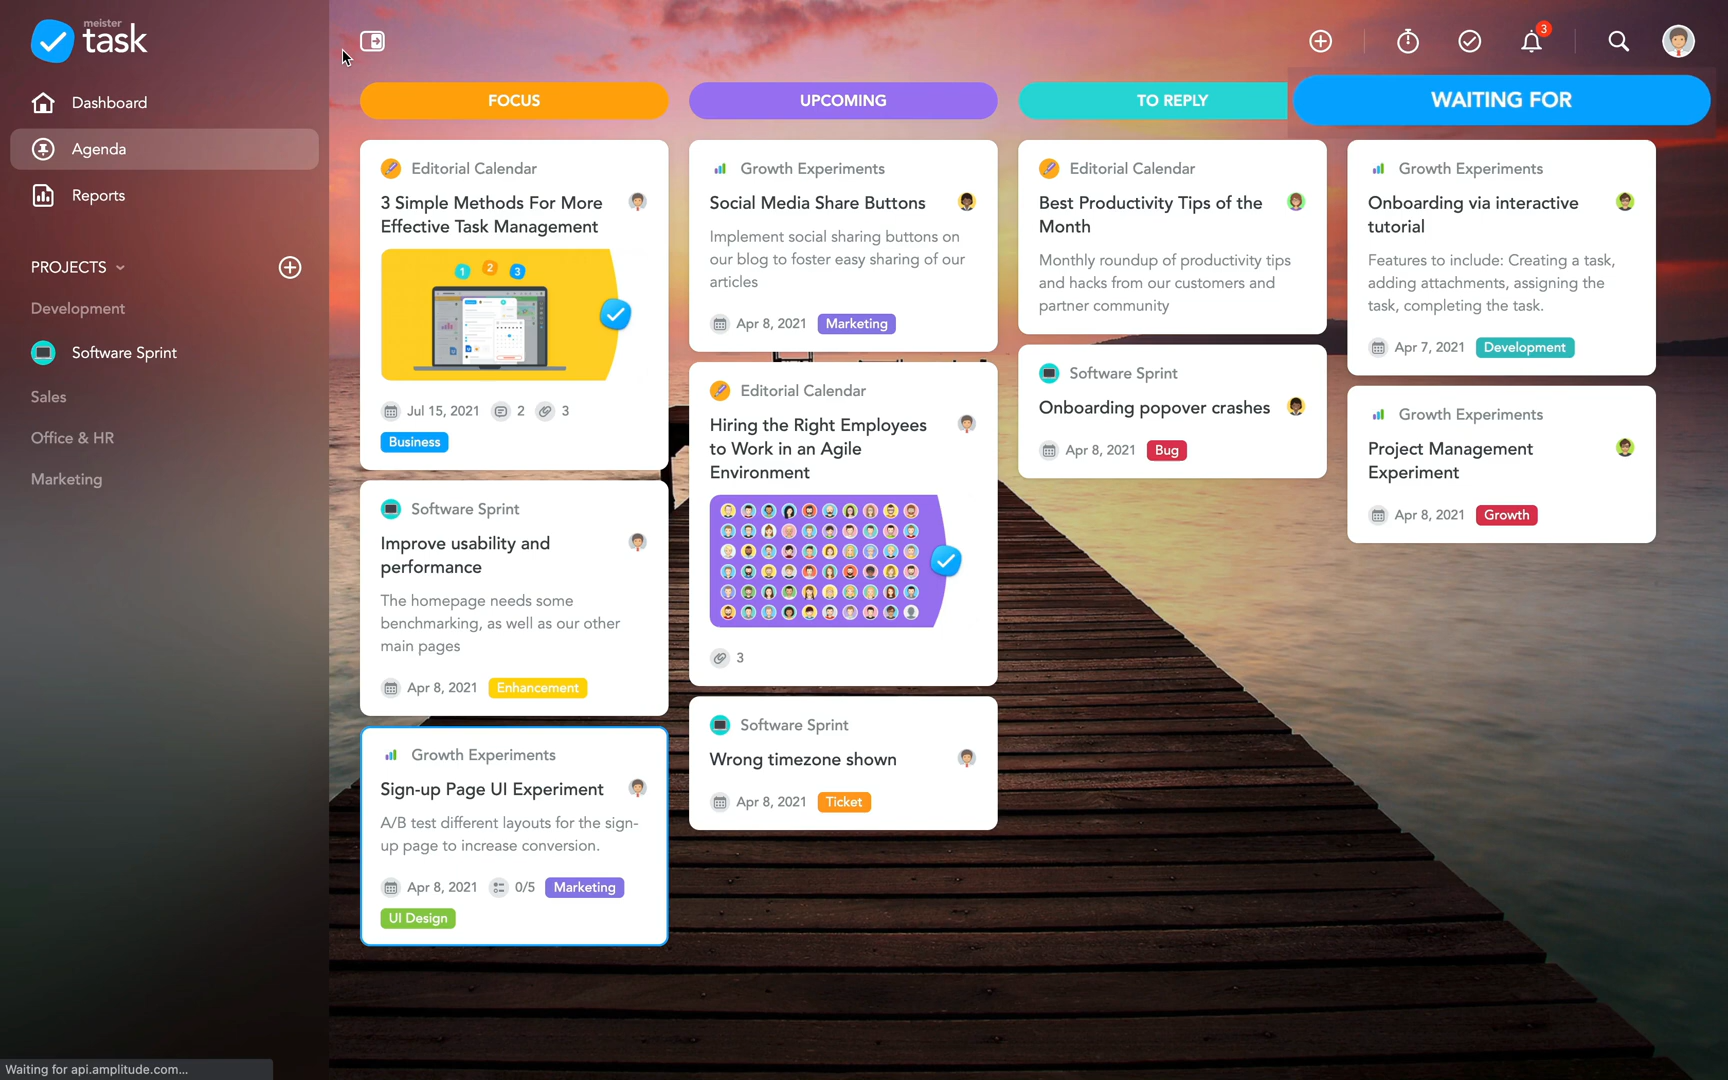 meister
task
Dashboard
Agenda
Reports
PROJECTS
Development
Software Sprint
Sales
Office & HR
Marketing
3
FOCUS
Editorial Calendar
3 Simple Methods For More
Effective Task Management
1 2 3
Jul 15, 2021 2 3
Business
Software Sprint
Improve usability and
performance
The homepage needs some
benchmarking, as well as our other
main pages
Apr 8, 2021 Enhancement
Growth Experiments
Sign-up Page UI Experiment
A/B test different layouts for the sign-
up page to increase conversion.
Apr 8, 2021 0/5 Marketing
UI Design
UPCOMING
Growth Experiments
Social Media Share Buttons
Implement social sharing buttons on
our blog to foster easy sharing of our
articles
Apr 8, 2021 Marketing
Editorial Calendar
Hiring the Right Employees
to Work in an Agile
Environment
3
Software Sprint
Wrong timezone shown
Apr 8, 2021 Ticket
TO REPLY
Editorial Calendar
Best Productivity Tips of the
Month
Monthly roundup of productivity tips
and hacks from our customers and
partner community
Software Sprint
Onboarding popover crashes
Apr 8, 2021 Bug
WAITING FOR
Growth Experiments
Onboarding via interactive
tutorial
Features to include: Creating a task,
adding attachments, assigning the
task, completing the task.
Apr 7, 2021 Development
Growth Experiments
Project Management
Experiment
Apr 8, 2021 Growth
Waiting for api.amplitude.com...